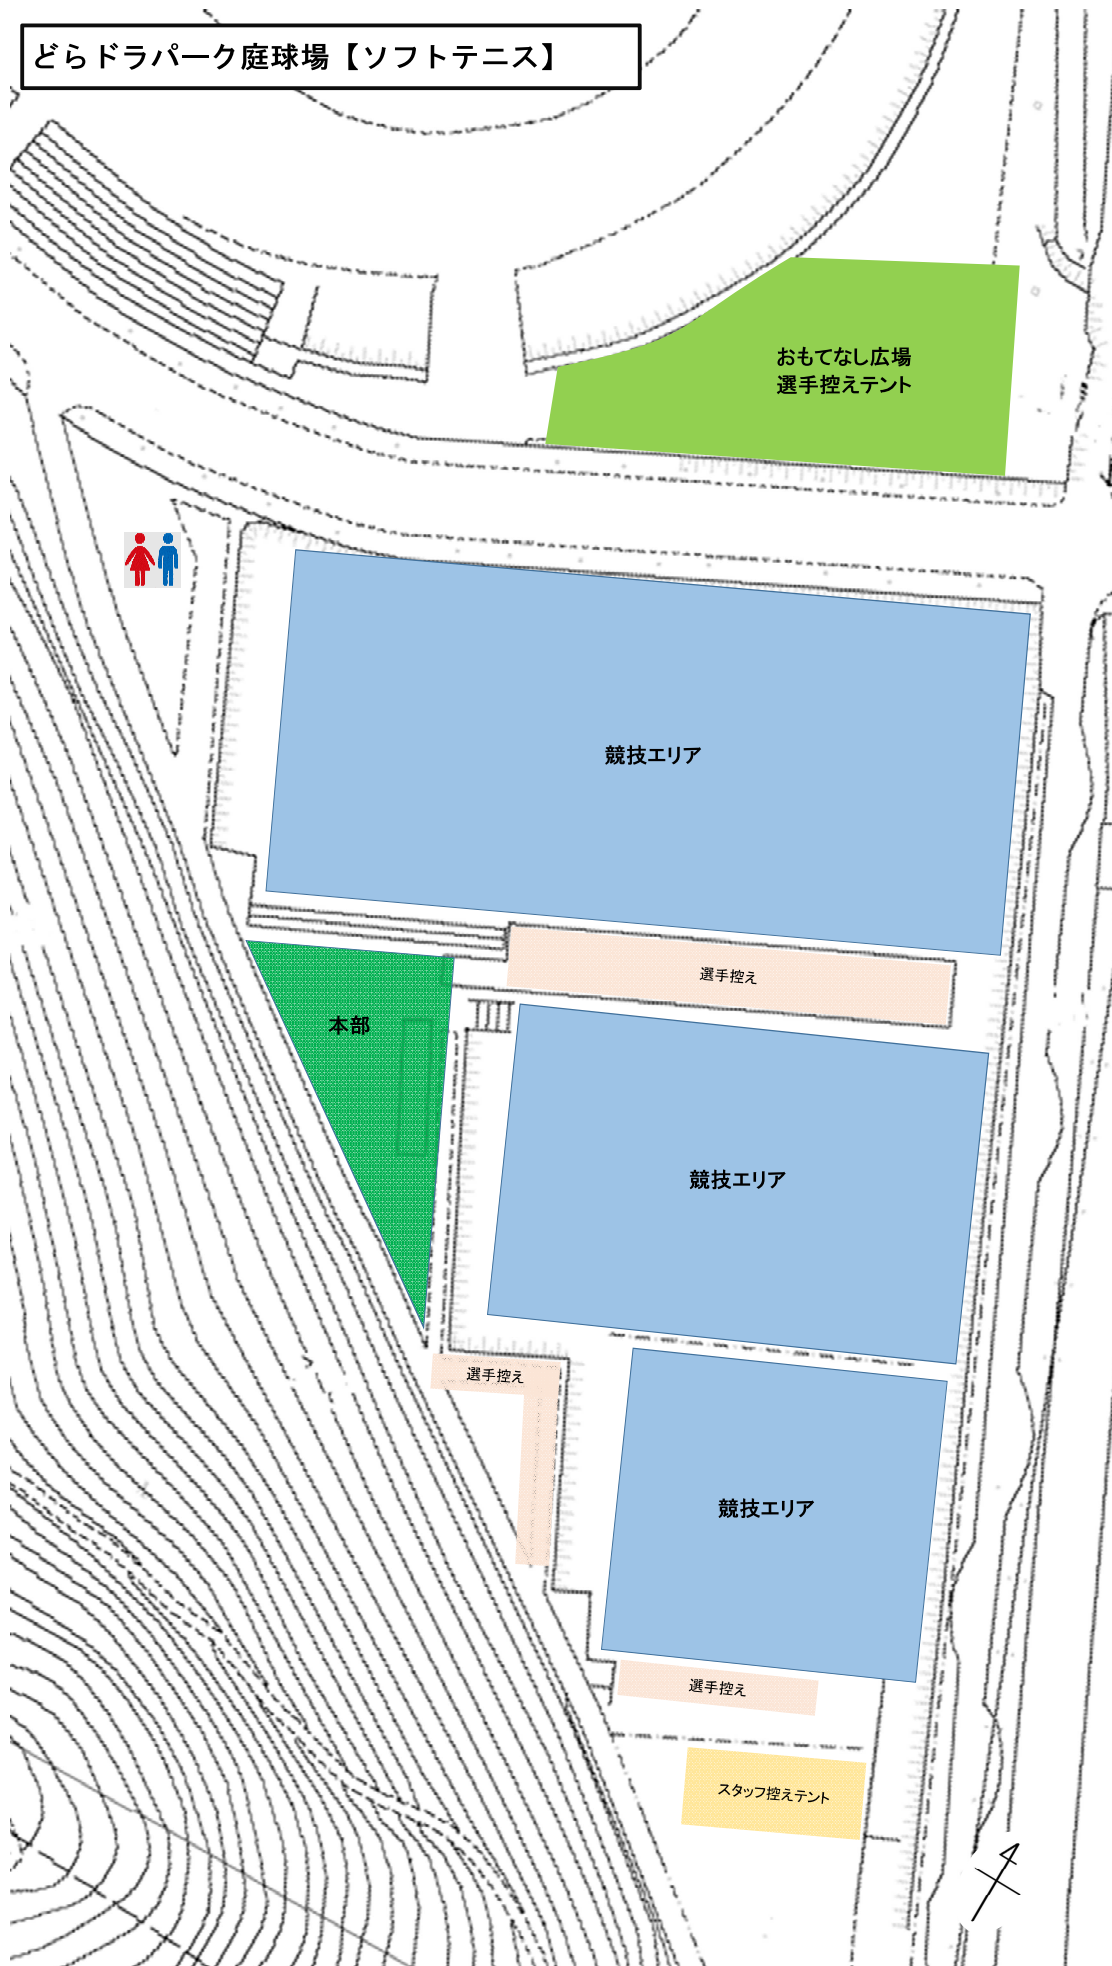 どらドラパーク庭球場【ソフトテニス】
おもてなし広場
選手控えテント
競技エリア
選手控え
本部
競技エリア
選手控え
競技エリア
選手控え
スタッフ控えテント